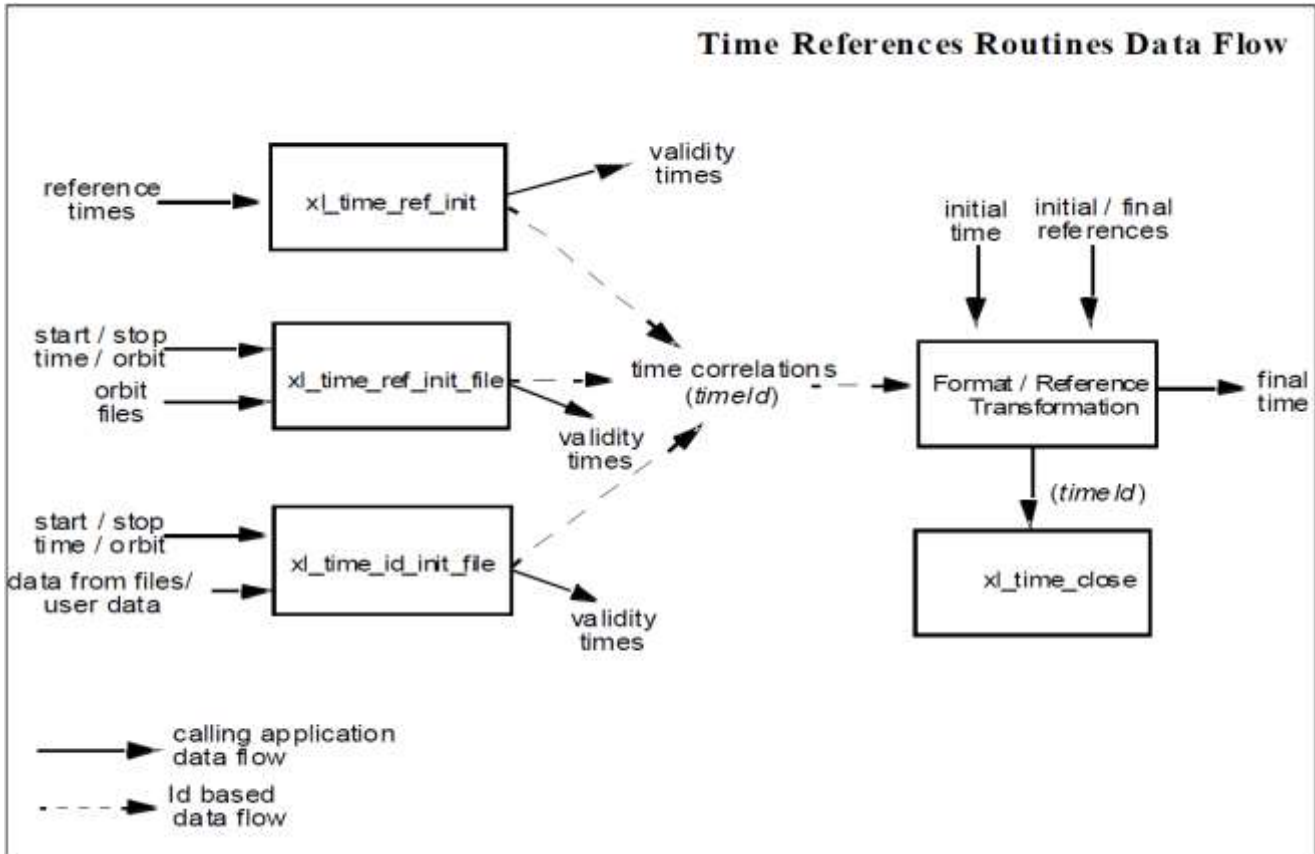 Time References Routines Data Flow
reference
times
xl_time_ref_init
validity
times
initial
time
initial / final
references
start / stop
time / orbit
orbit
files
xl_time_ref_init_file
validity
times
time correlations
(timeId)
Format / Reference
Transformation
final
time
(timeId)
xl_time_close
start / stop
time / orbit
data from files/
user data
xl_time_id_init_file
validity
times
calling application
data flow
Id based
data flow